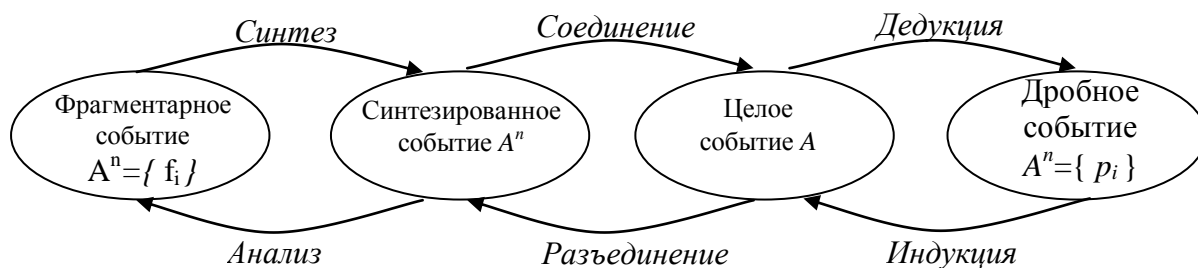 Синтез
Соединение
Дедукция
Фрагментарное
событие
Aⁿ={ fᵢ}
Синтезированное
событие Aⁿ
Целое
событие A
Дробное
событие
Aⁿ={ pᵢ }
Анализ
Разъединение
Индукция